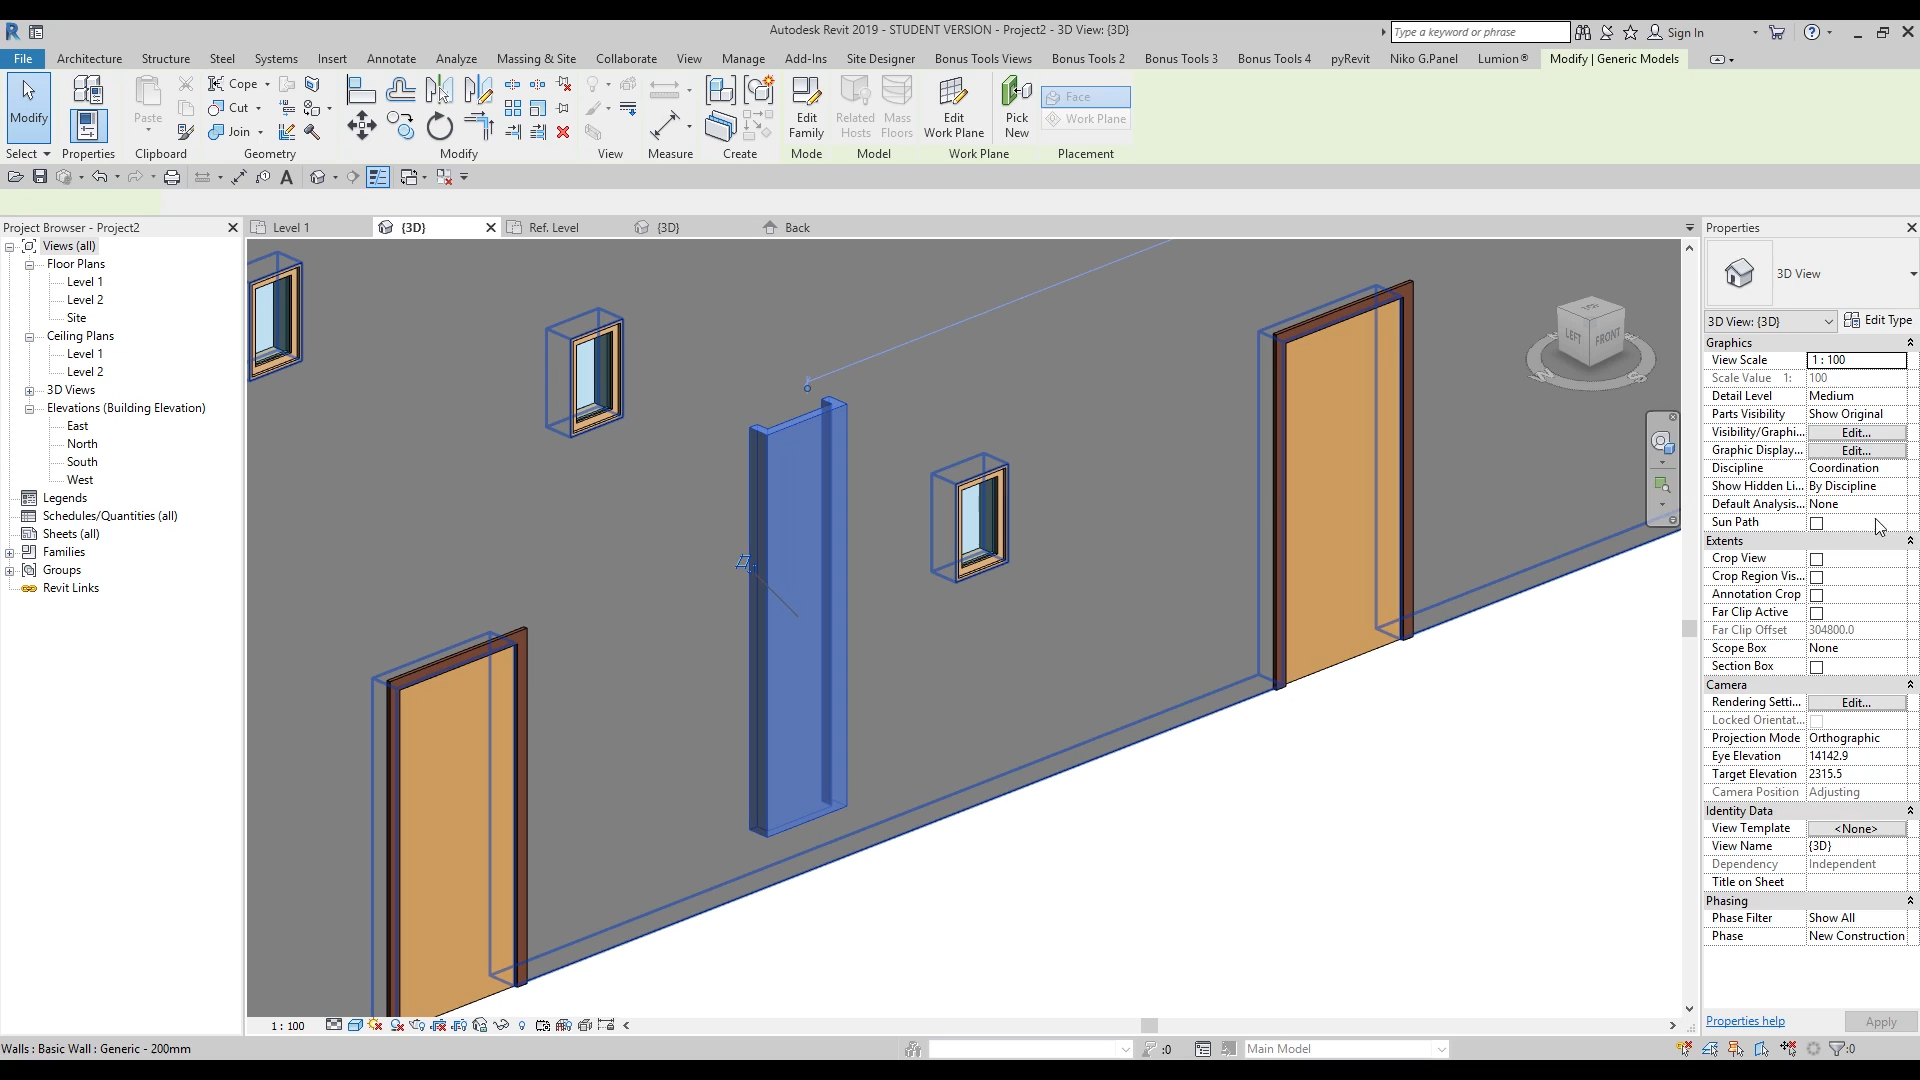 Autodesk Revit 2019 - STUDENT VERSION - Project2 - 3D View: {3D}
Type a keyword or phrase
Sign In
File Architecture Structure Steel Systems Insert Annotate Analyze Massing & Site Collaborate View Manage Add-Ins Site Designer Bonus Tools Views Bonus Tools 2 Bonus Tools 3 Bonus Tools 4 pyRevit Niko G.Panel Lumion® Modify | Generic Models
Modify
Paste
Cope
Cut
Join
Edit
Family
Related
Hosts
Mass
Floors
Edit
Work Plane
Pick
New
Face
Work Plane
Select Properties Clipboard Geometry Modify View Measure Create Mode Model Work Plane Placement
Project Browser - Project2
Level 1 {3D} Ref. Level {3D} Back
Views (all)
Floor Plans
Level 1
Level 2
Site
Ceiling Plans
Level 1
Level 2
3D Views
Elevations (Building Elevation)
East
North
South
West
Legends
Schedules/Quantities (all)
Sheets (all)
Families
Groups
Revit Links
TOP
LEFT
FRONT
Properties
3D View
3D View: {3D} Edit Type
Graphics
View Scale 1 : 100
Scale Value 1: 100
Detail Level Medium
Parts Visibility Show Original
Visibility/Graphi... Edit...
Graphic Display... Edit...
Discipline Coordination
Show Hidden Li... By Discipline
Default Analysis... None
Sun Path
Extents
Crop View
Crop Region Vis...
Annotation Crop
Far Clip Active
Far Clip Offset 304800.0
Scope Box None
Section Box
Camera
Rendering Setti... Edit...
Locked Orientat...
Projection Mode Orthographic
Eye Elevation 14142.9
Target Elevation 2315.5
Camera Position Adjusting
Identity Data
View Template <None>
View Name {3D}
Dependency Independent
Title on Sheet
Phasing
Phase Filter Show All
Phase New Construction
Properties help Apply
1 : 100
Walls : Basic Wall : Generic - 200mm
:0
Main Model
:0